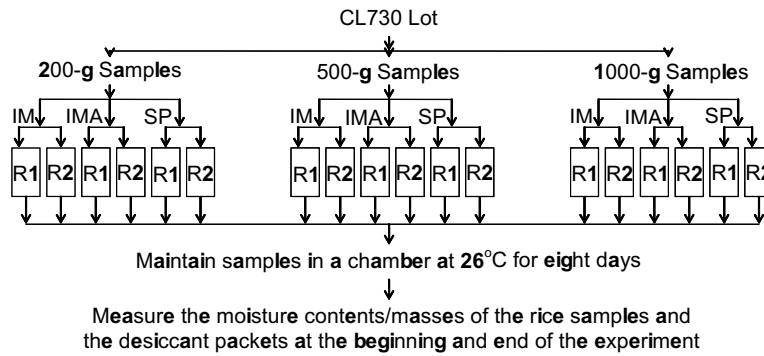 CL730 Lot
200-g Samples 500-g Samples 1000-g Samples
IM IMA SP IM IMA SP IM IMA SP
R1 R2 R1 R2 R1 R2 R1 R2 R1 R2 R1 R2 R1 R2 R1 R2 R1 R2
Maintain samples in a chamber at 26°C for eight days
Measure the moisture contents/masses of the rice samples and
the desiccant packets at the beginning and end of the experiment